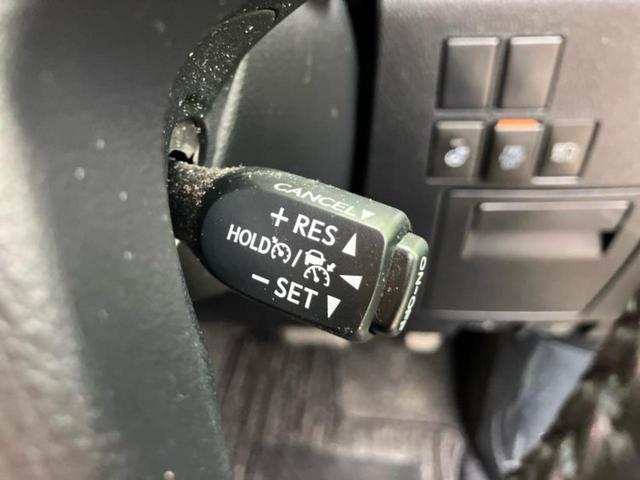 CANCEL▼
+ RES ▲
HOLD / ◀
− SET ▼
ON-OFF